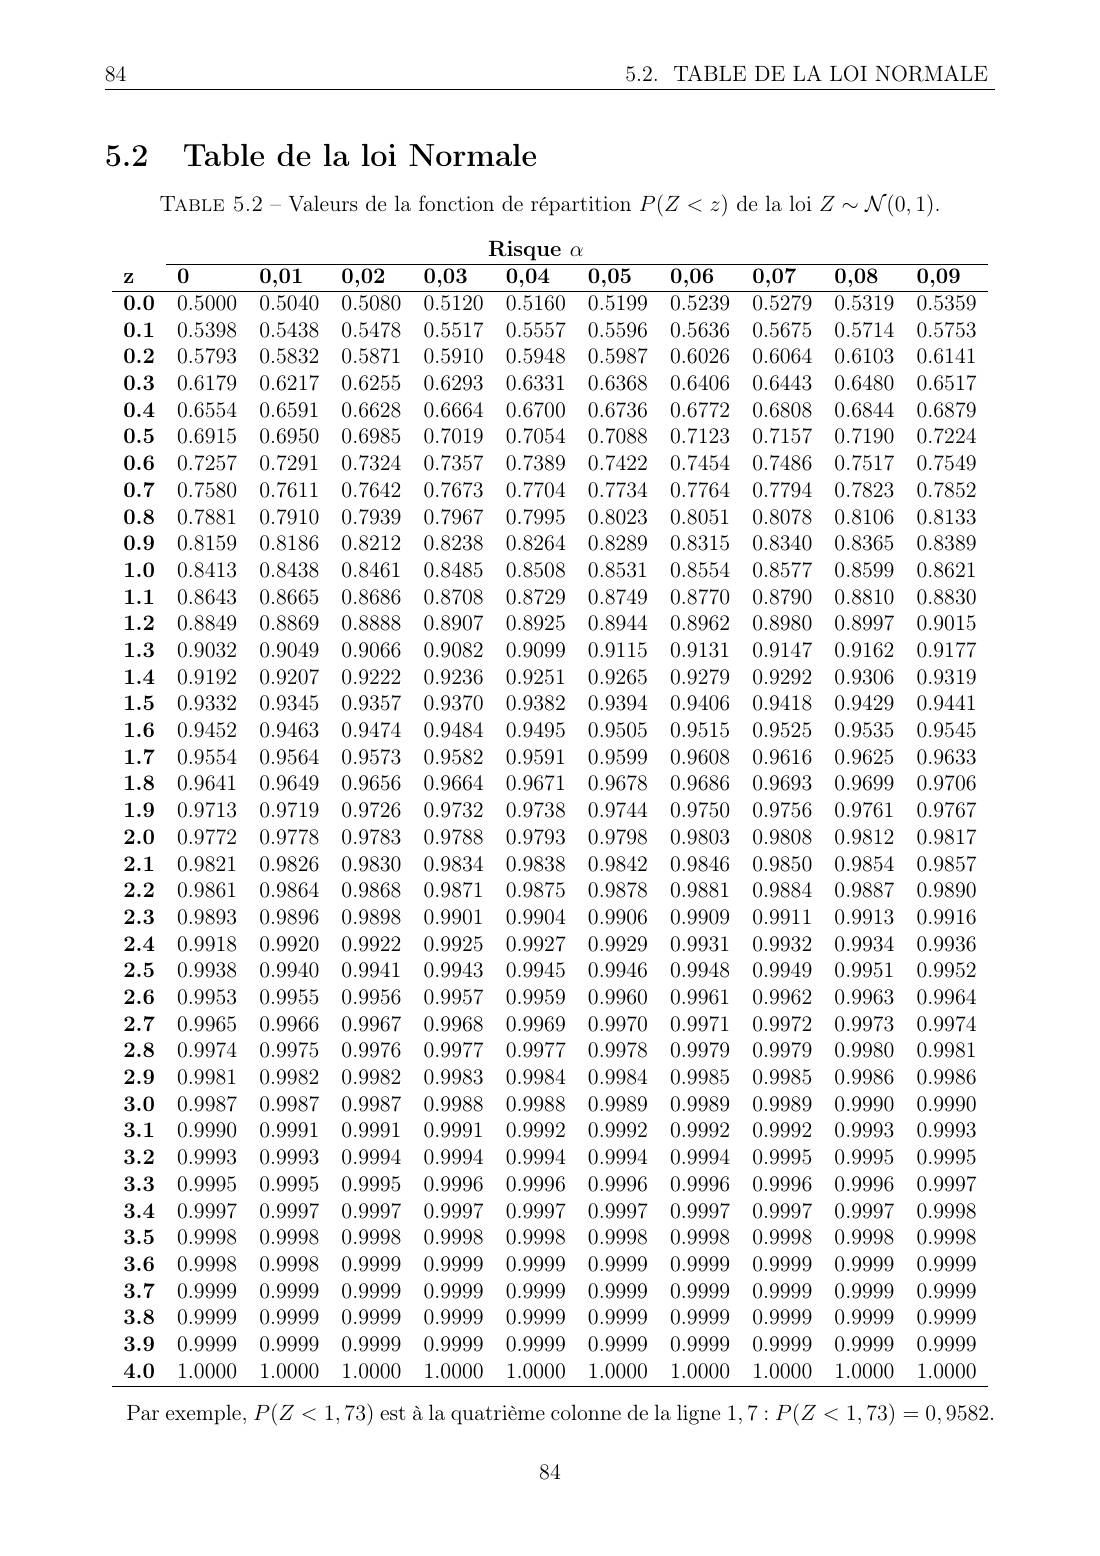 84 5.2. TABLE DE LA LOI NORMALE
5.2 Table de la loi Normale
TABLE 5.2 – Valeurs de la fonction de répartition P(Z < z) de la loi Z ∼ 𝒩(0, 1).
Risque α
z 0 0,01 0,02 0,03 0,04 0,05 0,06 0,07 0,08 0,09
0.0 0.5000 0.5040 0.5080 0.5120 0.5160 0.5199 0.5239 0.5279 0.5319 0.5359
0.1 0.5398 0.5438 0.5478 0.5517 0.5557 0.5596 0.5636 0.5675 0.5714 0.5753
0.2 0.5793 0.5832 0.5871 0.5910 0.5948 0.5987 0.6026 0.6064 0.6103 0.6141
0.3 0.6179 0.6217 0.6255 0.6293 0.6331 0.6368 0.6406 0.6443 0.6480 0.6517
0.4 0.6554 0.6591 0.6628 0.6664 0.6700 0.6736 0.6772 0.6808 0.6844 0.6879
0.5 0.6915 0.6950 0.6985 0.7019 0.7054 0.7088 0.7123 0.7157 0.7190 0.7224
0.6 0.7257 0.7291 0.7324 0.7357 0.7389 0.7422 0.7454 0.7486 0.7517 0.7549
0.7 0.7580 0.7611 0.7642 0.7673 0.7704 0.7734 0.7764 0.7794 0.7823 0.7852
0.8 0.7881 0.7910 0.7939 0.7967 0.7995 0.8023 0.8051 0.8078 0.8106 0.8133
0.9 0.8159 0.8186 0.8212 0.8238 0.8264 0.8289 0.8315 0.8340 0.8365 0.8389
1.0 0.8413 0.8438 0.8461 0.8485 0.8508 0.8531 0.8554 0.8577 0.8599 0.8621
1.1 0.8643 0.8665 0.8686 0.8708 0.8729 0.8749 0.8770 0.8790 0.8810 0.8830
1.2 0.8849 0.8869 0.8888 0.8907 0.8925 0.8944 0.8962 0.8980 0.8997 0.9015
1.3 0.9032 0.9049 0.9066 0.9082 0.9099 0.9115 0.9131 0.9147 0.9162 0.9177
1.4 0.9192 0.9207 0.9222 0.9236 0.9251 0.9265 0.9279 0.9292 0.9306 0.9319
1.5 0.9332 0.9345 0.9357 0.9370 0.9382 0.9394 0.9406 0.9418 0.9429 0.9441
1.6 0.9452 0.9463 0.9474 0.9484 0.9495 0.9505 0.9515 0.9525 0.9535 0.9545
1.7 0.9554 0.9564 0.9573 0.9582 0.9591 0.9599 0.9608 0.9616 0.9625 0.9633
1.8 0.9641 0.9649 0.9656 0.9664 0.9671 0.9678 0.9686 0.9693 0.9699 0.9706
1.9 0.9713 0.9719 0.9726 0.9732 0.9738 0.9744 0.9750 0.9756 0.9761 0.9767
2.0 0.9772 0.9778 0.9783 0.9788 0.9793 0.9798 0.9803 0.9808 0.9812 0.9817
2.1 0.9821 0.9826 0.9830 0.9834 0.9838 0.9842 0.9846 0.9850 0.9854 0.9857
2.2 0.9861 0.9864 0.9868 0.9871 0.9875 0.9878 0.9881 0.9884 0.9887 0.9890
2.3 0.9893 0.9896 0.9898 0.9901 0.9904 0.9906 0.9909 0.9911 0.9913 0.9916
2.4 0.9918 0.9920 0.9922 0.9925 0.9927 0.9929 0.9931 0.9932 0.9934 0.9936
2.5 0.9938 0.9940 0.9941 0.9943 0.9945 0.9946 0.9948 0.9949 0.9951 0.9952
2.6 0.9953 0.9955 0.9956 0.9957 0.9959 0.9960 0.9961 0.9962 0.9963 0.9964
2.7 0.9965 0.9966 0.9967 0.9968 0.9969 0.9970 0.9971 0.9972 0.9973 0.9974
2.8 0.9974 0.9975 0.9976 0.9977 0.9977 0.9978 0.9979 0.9979 0.9980 0.9981
2.9 0.9981 0.9982 0.9982 0.9983 0.9984 0.9984 0.9985 0.9985 0.9986 0.9986
3.0 0.9987 0.9987 0.9987 0.9988 0.9988 0.9989 0.9989 0.9989 0.9990 0.9990
3.1 0.9990 0.9991 0.9991 0.9991 0.9992 0.9992 0.9992 0.9992 0.9993 0.9993
3.2 0.9993 0.9993 0.9994 0.9994 0.9994 0.9994 0.9994 0.9995 0.9995 0.9995
3.3 0.9995 0.9995 0.9995 0.9996 0.9996 0.9996 0.9996 0.9996 0.9996 0.9997
3.4 0.9997 0.9997 0.9997 0.9997 0.9997 0.9997 0.9997 0.9997 0.9997 0.9998
3.5 0.9998 0.9998 0.9998 0.9998 0.9998 0.9998 0.9998 0.9998 0.9998 0.9998
3.6 0.9998 0.9998 0.9999 0.9999 0.9999 0.9999 0.9999 0.9999 0.9999 0.9999
3.7 0.9999 0.9999 0.9999 0.9999 0.9999 0.9999 0.9999 0.9999 0.9999 0.9999
3.8 0.9999 0.9999 0.9999 0.9999 0.9999 0.9999 0.9999 0.9999 0.9999 0.9999
3.9 0.9999 0.9999 0.9999 0.9999 0.9999 0.9999 0.9999 0.9999 0.9999 0.9999
4.0 1.0000 1.0000 1.0000 1.0000 1.0000 1.0000 1.0000 1.0000 1.0000 1.0000
Par exemple, P(Z < 1, 73) est à la quatrième colonne de la ligne 1, 7 : P(Z < 1, 73) = 0, 9582.
84